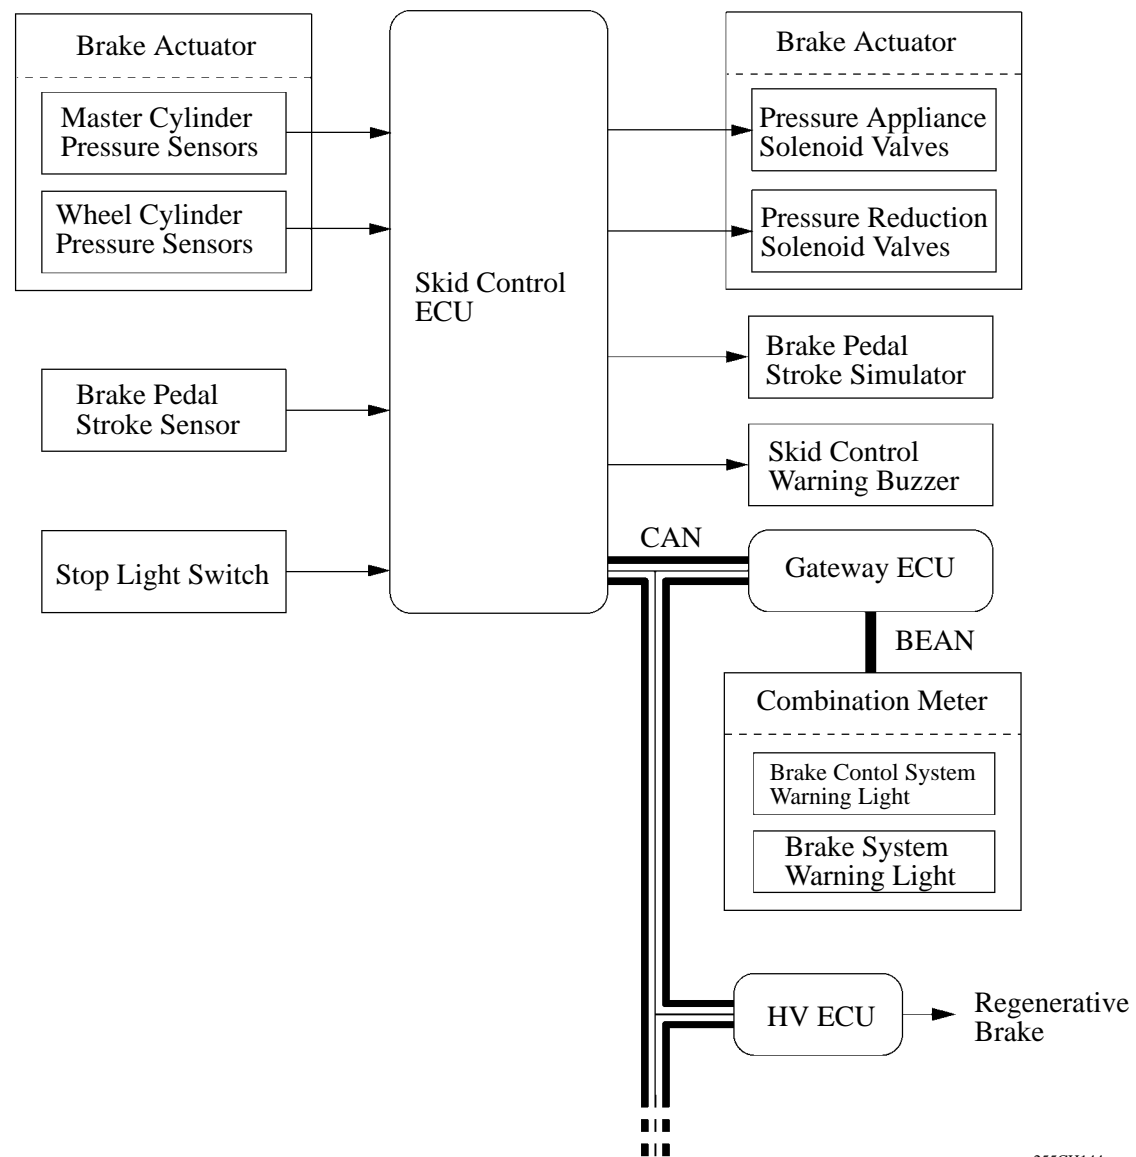 Brake Actuator
Master Cylinder
Pressure Sensors
Wheel Cylinder
Pressure Sensors
Brake Pedal
Stroke Sensor
Stop Light Switch
Skid Control
ECU
Brake Actuator
Pressure Appliance
Solenoid Valves
Pressure Reduction
Solenoid Valves
Brake Pedal
Stroke Simulator
Skid Control
Warning Buzzer
CAN
Gateway ECU
BEAN
Combination Meter
Brake Contol System
Warning Light
Brake System
Warning Light
HV ECU
Regenerative
Brake